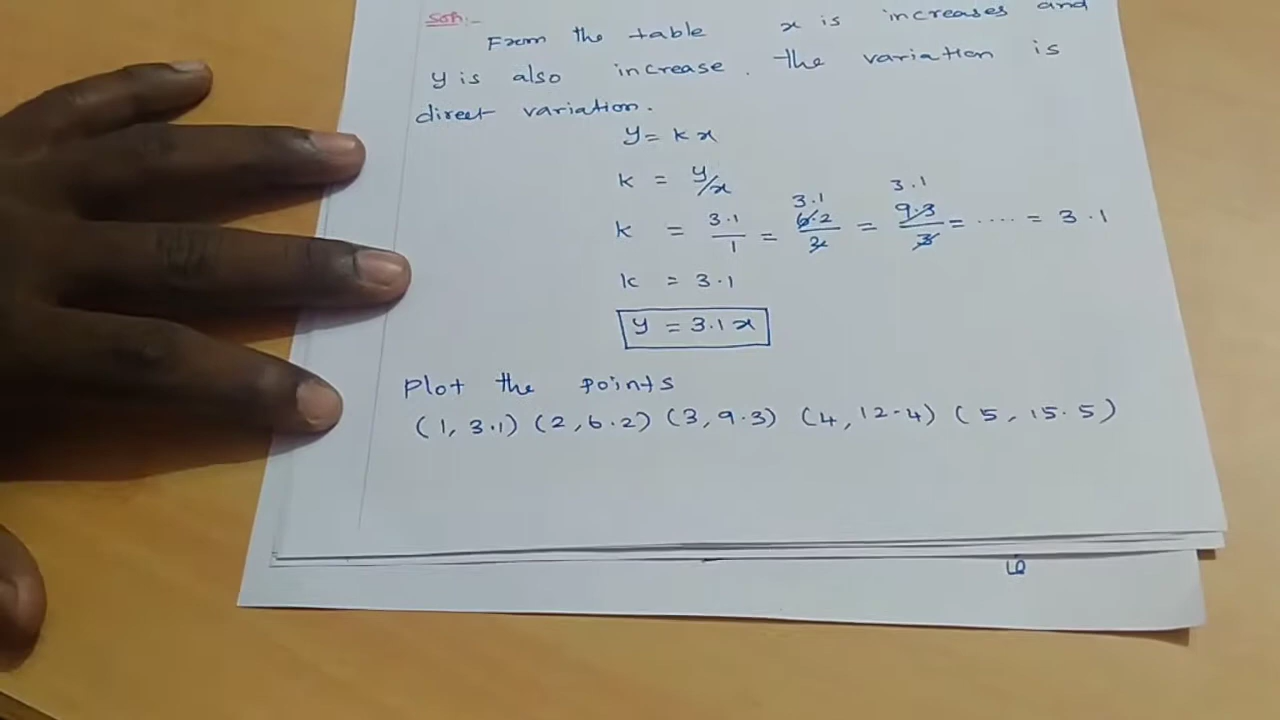 Soln:-
From the table x is increases and
y is also increase. The variation is
direct variation.
y = kx
k = y/x
k = 3.1/1 = 3.1 6.2/2 = 3.1 9.3/3 = ..... = 3.1
k = 3.1
y = 3.1x
Plot the points
(1, 3.1) (2, 6.2) (3, 9.3) (4, 12.4) (5, 15.5)